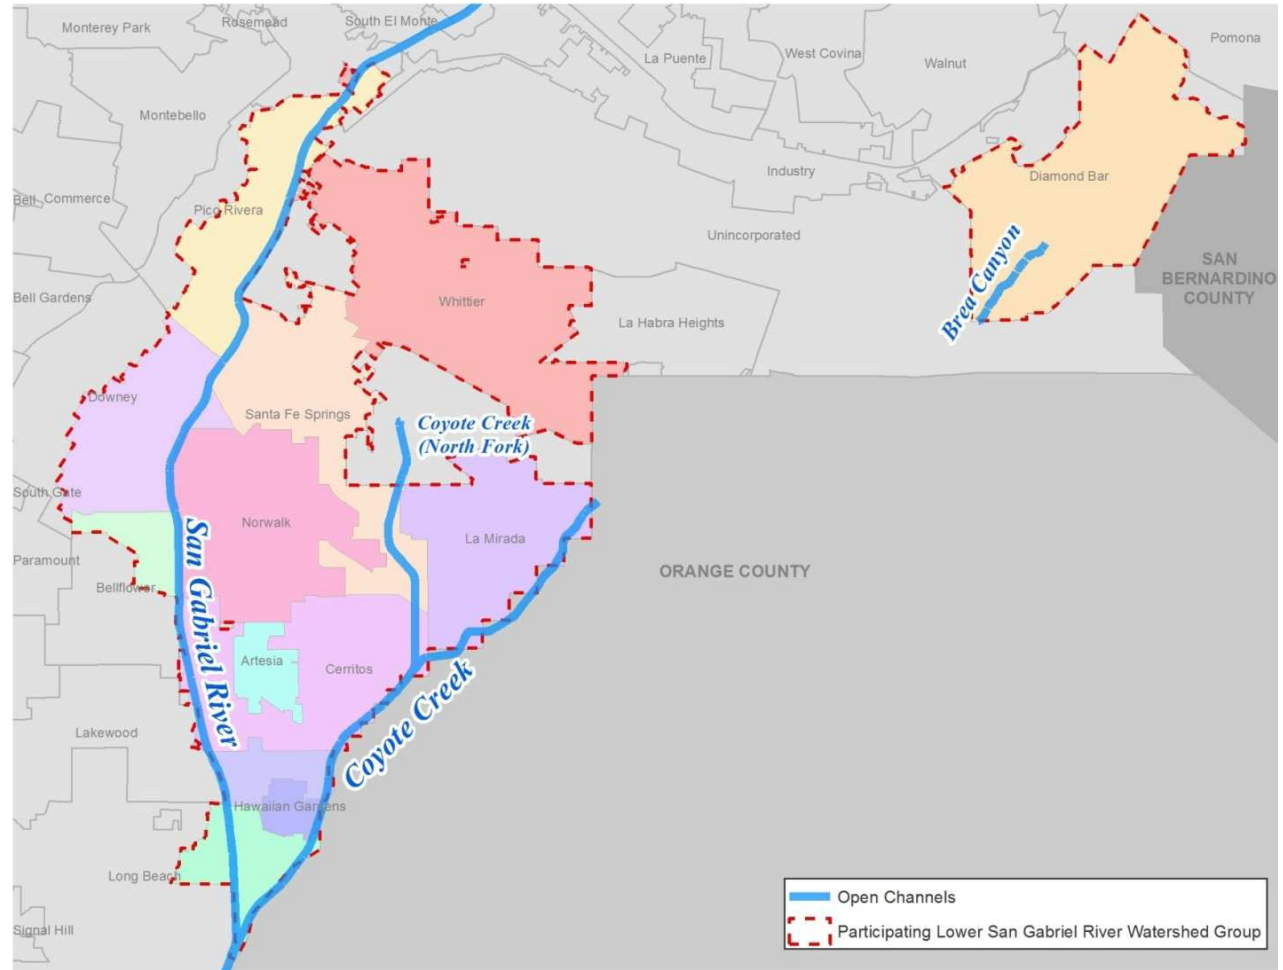 Monterey Park
Rosemead
South El Monte
La Puente
West Covina
Walnut
Pomona
Montebello
Industry
Diamond Bar
Bell
Commerce
Pico Rivera
Unincorporated
Brea Canyon
SAN
BERNARDINO
COUNTY
Bell Gardens
Whittier
La Habra Heights
Downey
Santa Fe Springs
Coyote Creek
(North Fork)
South Gate
Norwalk
La Mirada
San Gabriel River
Paramount
Bellflower
ORANGE COUNTY
Artesia
Cerritos
Coyote Creek
Lakewood
Hawaiian Gardens
Long Beach
Signal Hill
Open Channels
Participating Lower San Gabriel River Watershed Group